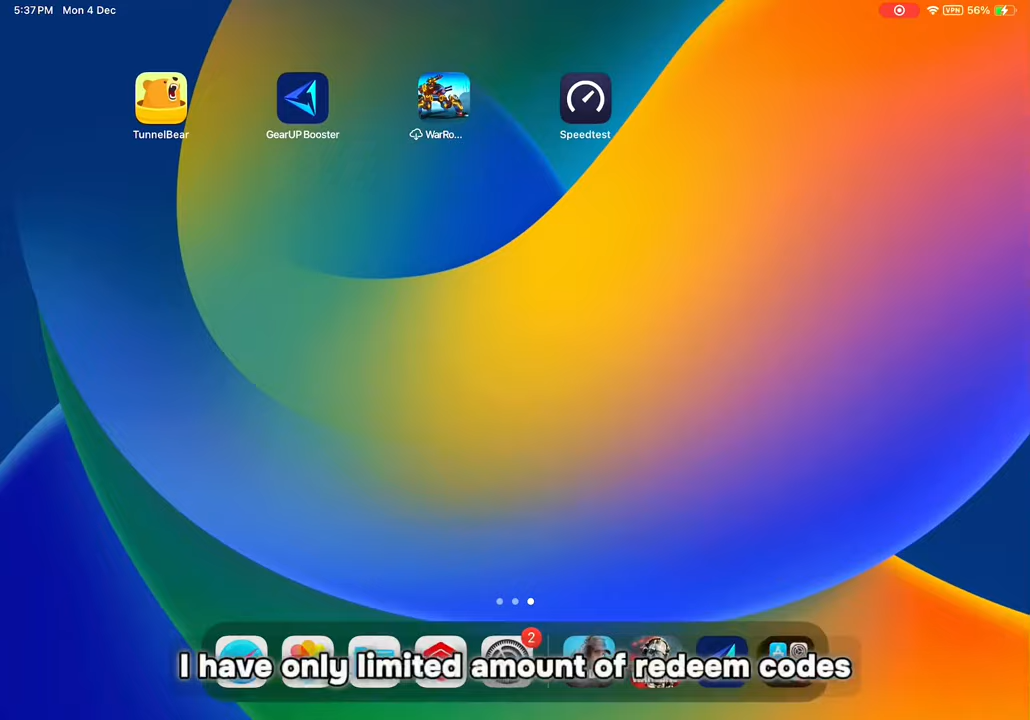 5:37 PM Mon 4 Dec
VPN 56%
TunnelBear
GearUP Booster
WarRo...
Speedtest
2
I have only limited amount of redeem codes